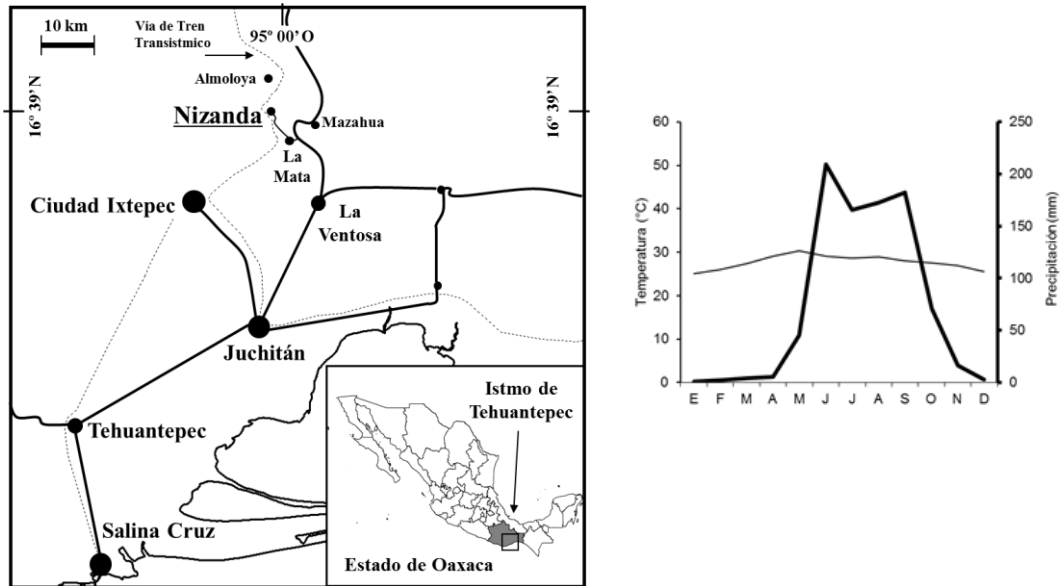 10 km
Vía de Tren
Transistmico
95° 00' O
16° 39' N
16° 39' N
Almoloya
Nizanda
Mazahua
La
Mata
Ciudad Ixtepec
La
Ventosa
Juchitán
Tehuantepec
Salina Cruz
Istmo de
Tehuantepec
Estado de Oaxaca
Temperatura (°C)
60
50
40
30
20
10
0
250
200
150
100
50
0
Precipitación (mm)
E F M A M J J A S O N D